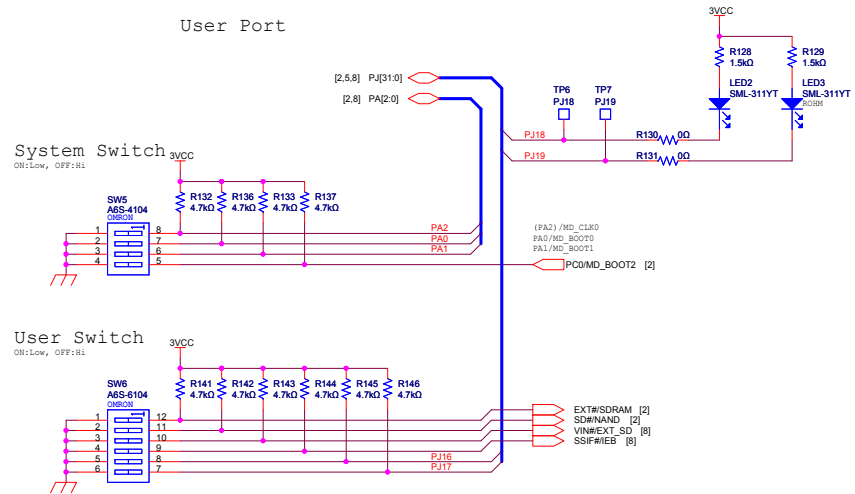 User Port
3VCC
R128
1.5kΩ
R129
1.5kΩ
[2,5,8] PJ[31:0]
[2,8] PA[2:0]
TP6
PJ18
TP7
PJ19
LED2
SML-311YT
LED3
SML-311YT
ROHM
PJ18
R130 0Ω
PJ19
R131 0Ω
System Switch
ON:Low, OFF:Hi
3VCC
SW5
A6S-4104
OMRON
R132
4.7kΩ
R136
4.7kΩ
R133
4.7kΩ
R137
4.7kΩ
1 8 PA2
2 7 PA0
3 6 PA1
4 5
(PA2)/MD_CLK0
PA0/MD_BOOT0
PA1/MD_BOOT1
PC0/MD_BOOT2 [2]
User Switch
ON:Low, OFF:Hi
3VCC
SW6
A6S-6104
OMRON
R141
4.7kΩ
R142
4.7kΩ
R143
4.7kΩ
R144
4.7kΩ
R145
4.7kΩ
R146
4.7kΩ
1 12
2 11
3 10
4 9
5 8 PJ16
6 7 PJ17
EXT#/SDRAM [2]
SD#/NAND [2]
VIN#/EXT_SD [8]
SSIF#/IEB [8]